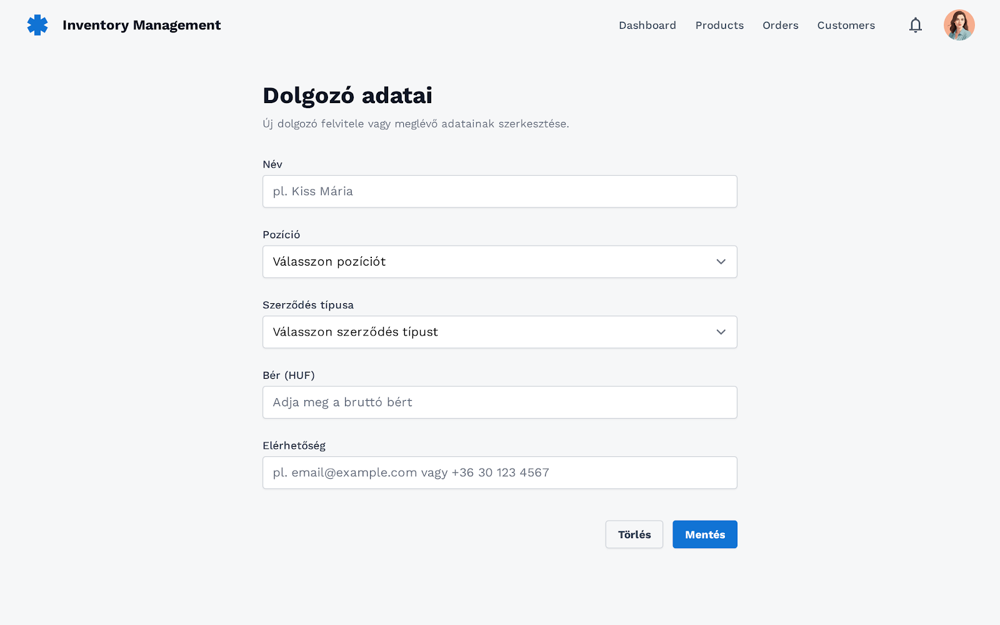 Inventory Management
Dashboard Products Orders Customers
Dolgozó adatai
Új dolgozó felvitele vagy meglévő adatainak szerkesztése.
Név
pl. Kiss Mária
Pozíció
Válasszon pozíciót
Szerződés típusa
Válasszon szerződés típust
Bér (HUF)
Adja meg a bruttó bért
Elérhetőség
pl. email@example.com vagy +36 30 123 4567
Törlés Mentés